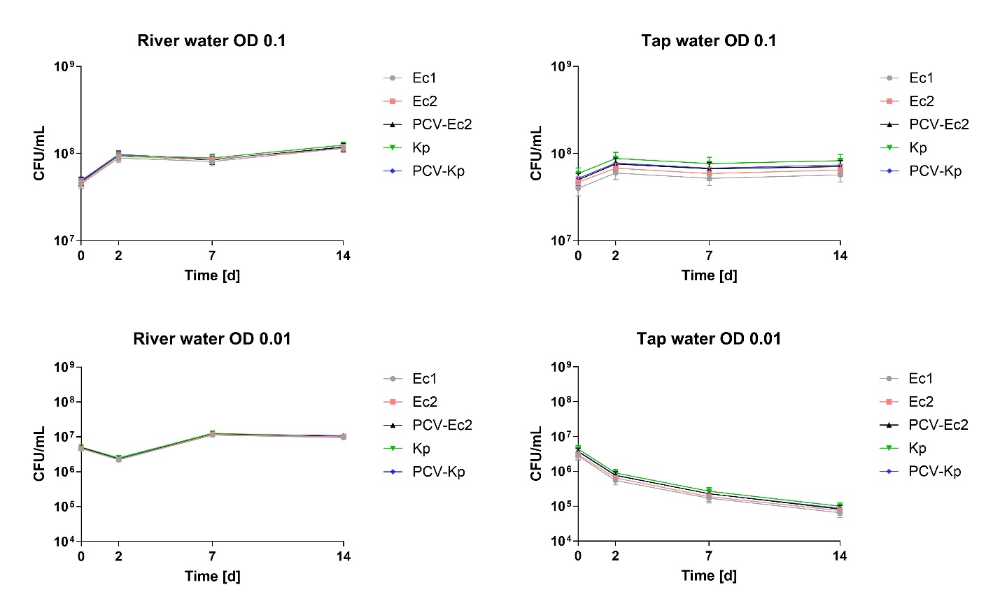 River water OD 0.1
10⁹
10⁸
10⁷
CFU/mL
0 2 7 14
Time [d]
Ec1
Ec2
PCV-Ec2
Kp
PCV-Kp
Tap water OD 0.1
10⁹
10⁸
10⁷
CFU/mL
0 2 7 14
Time [d]
Ec1
Ec2
PCV-Ec2
Kp
PCV-Kp
River water OD 0.01
10⁹
10⁸
10⁷
10⁶
10⁵
10⁴
CFU/mL
0 2 7 14
Time [d]
Ec1
Ec2
PCV-Ec2
Kp
PCV-Kp
Tap water OD 0.01
10⁹
10⁸
10⁷
10⁶
10⁵
10⁴
CFU/mL
0 2 7 14
Time [d]
Ec1
Ec2
PCV-Ec2
Kp
PCV-Kp